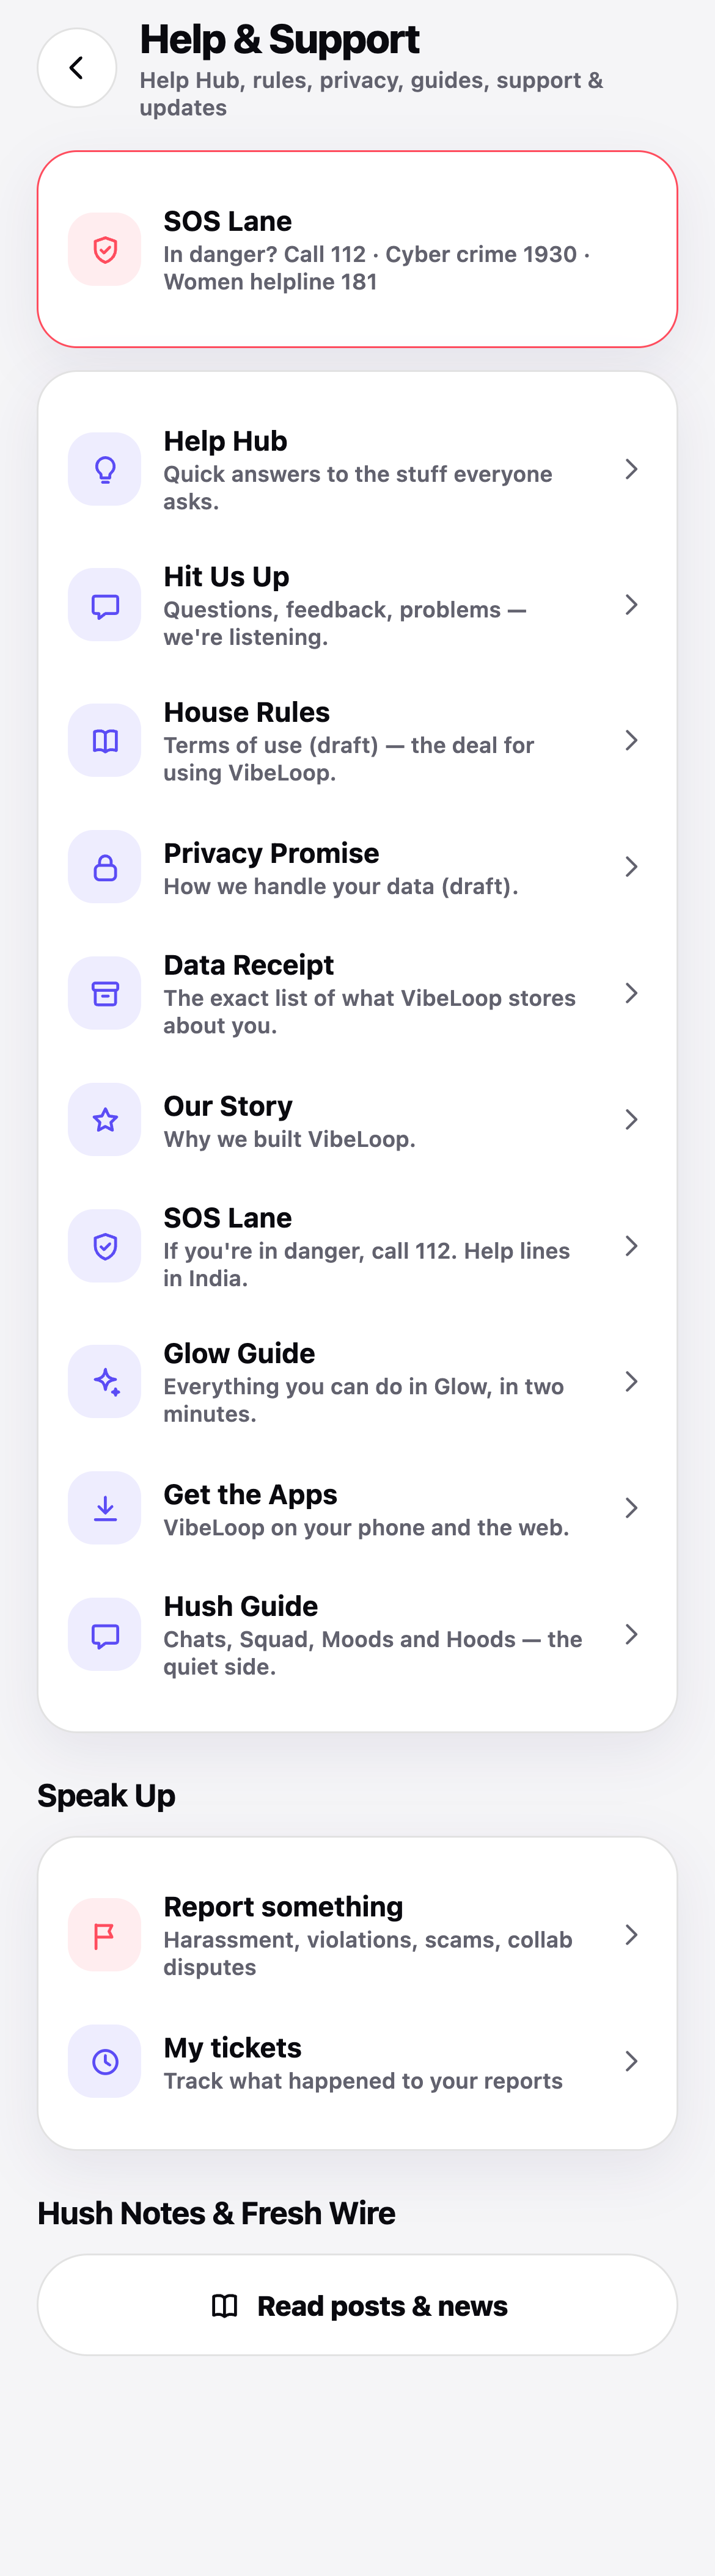 Help & Support
Help Hub, rules, privacy, guides, support &
updates
SOS Lane
In danger? Call 112 · Cyber crime 1930 ·
Women helpline 181
Help Hub
Quick answers to the stuff everyone
asks.
Hit Us Up
Questions, feedback, problems —
we're listening.
House Rules
Terms of use (draft) — the deal for
using VibeLoop.
Privacy Promise
How we handle your data (draft).
Data Receipt
The exact list of what VibeLoop stores
about you.
Our Story
Why we built VibeLoop.
SOS Lane
If you're in danger, call 112. Help lines
in India.
Glow Guide
Everything you can do in Glow, in two
minutes.
Get the Apps
VibeLoop on your phone and the web.
Hush Guide
Chats, Squad, Moods and Hoods — the
quiet side.
Speak Up
Report something
Harassment, violations, scams, collab
disputes
My tickets
Track what happened to your reports
Hush Notes & Fresh Wire
Read posts & news